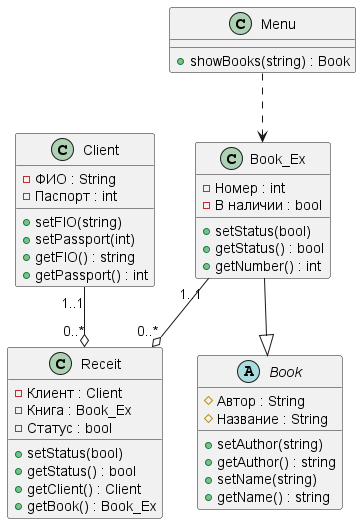 C Menu
showBooks(string) : Book
C Client
ФИО : String
Паспорт : int
setFIO(string)
setPassport(int)
getFIO() : string
getPassport() : int
C Book_Ex
Номер : int
В наличии : bool
setStatus(bool)
getStatus() : bool
getNumber() : int
1..1
0..*
1..1
0..*
C Receit
Клиент : Client
Книга : Book_Ex
Статус : bool
setStatus(bool)
getStatus() : bool
getClient() : Client
getBook() : Book_Ex
A Book
Автор : String
Название : String
setAuthor(string)
getAuthor() : string
setName(string)
getName() : string